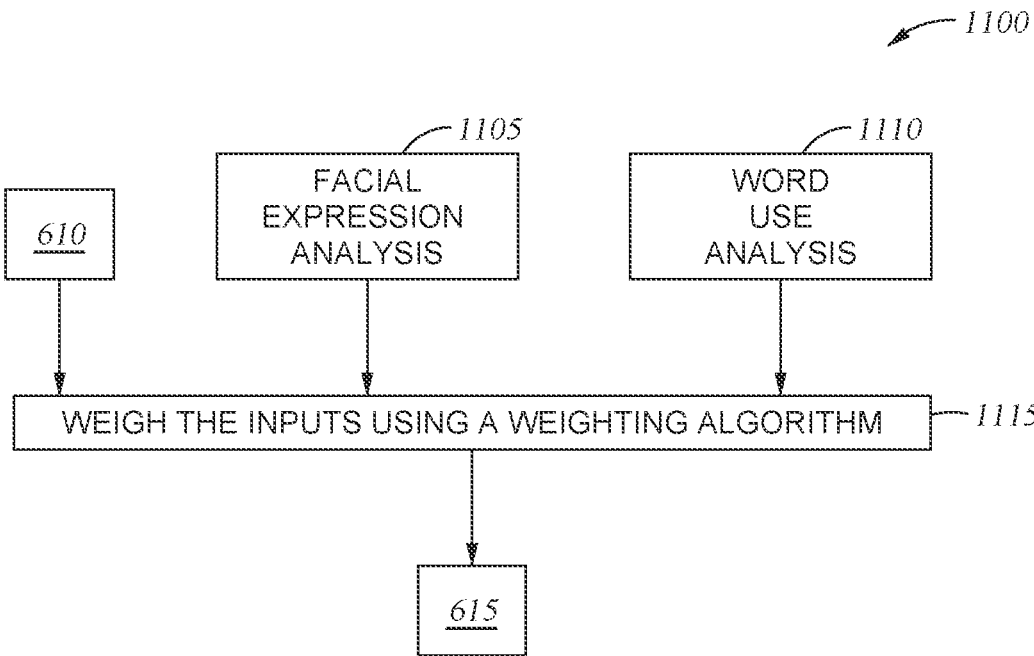 1100
1105
1110
FACIAL
EXPRESSION
ANALYSIS
WORD
USE
ANALYSIS
610
WEIGH THE INPUTS USING A WEIGHTING ALGORITHM
1115
615